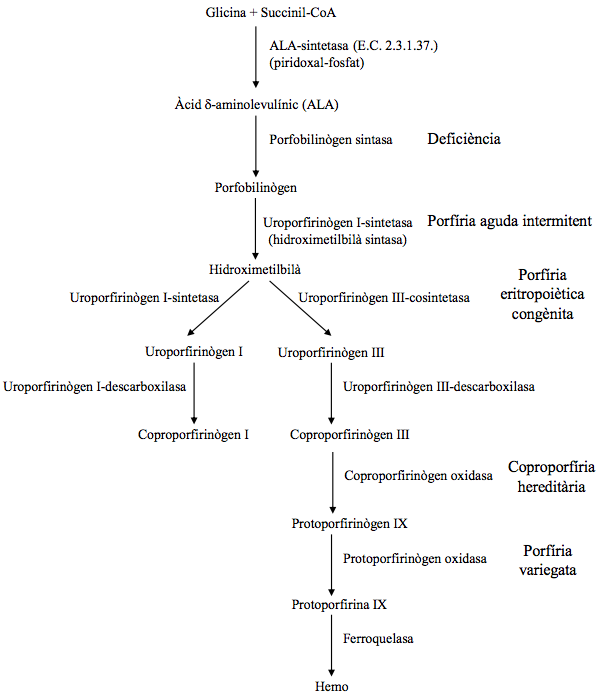 Glicina + Succinil-CoA
ALA-sintetasa (E.C. 2.3.1.37.)
(piridoxal-fosfat)
Àcid δ-aminolevulínic (ALA)
Porfobilinògen sintasa
Deficiència
Porfobilinògen
Uroporfirinògen I-sintetasa
(hidroximetilbilà sintasa)
Porfíria aguda intermitent
Hidroximetilbilà
Uroporfirinògen I-sintetasa
Uroporfirinògen III-cosintetasa
Porfíria
eritropoiètica
congènita
Uroporfirinògen I
Uroporfirinògen III
Uroporfirinògen I-descarboxilasa
Uroporfirinògen III-descarboxilasa
Coproporfirinògen I
Coproporfirinògen III
Coproporfirinògen oxidasa
Coproporfíria
hereditària
Protoporfirinògen IX
Protoporfirinògen oxidasa
Porfíria
variegata
Protoporfirina IX
Ferroquelasa
Hemo